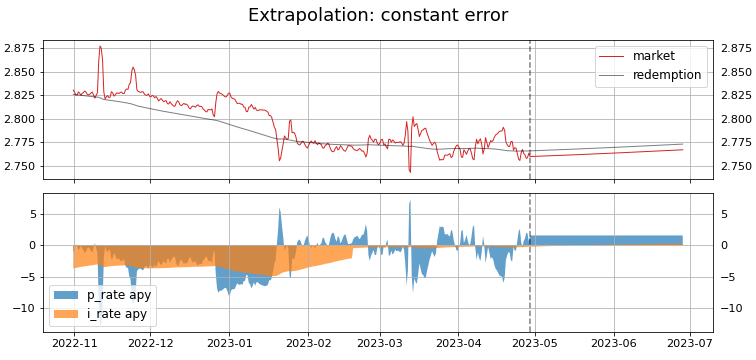 Extrapolation: constant error
2.875 2.875
2.850 2.850
2.825 2.825
2.800 2.800
2.775 2.775
2.750 2.750
market
redemption
5 5
0 0
−5 −5
−10 −10
p_rate apy
i_rate apy
2022-11 2022-12 2023-01 2023-02 2023-03 2023-04 2023-05 2023-06 2023-07